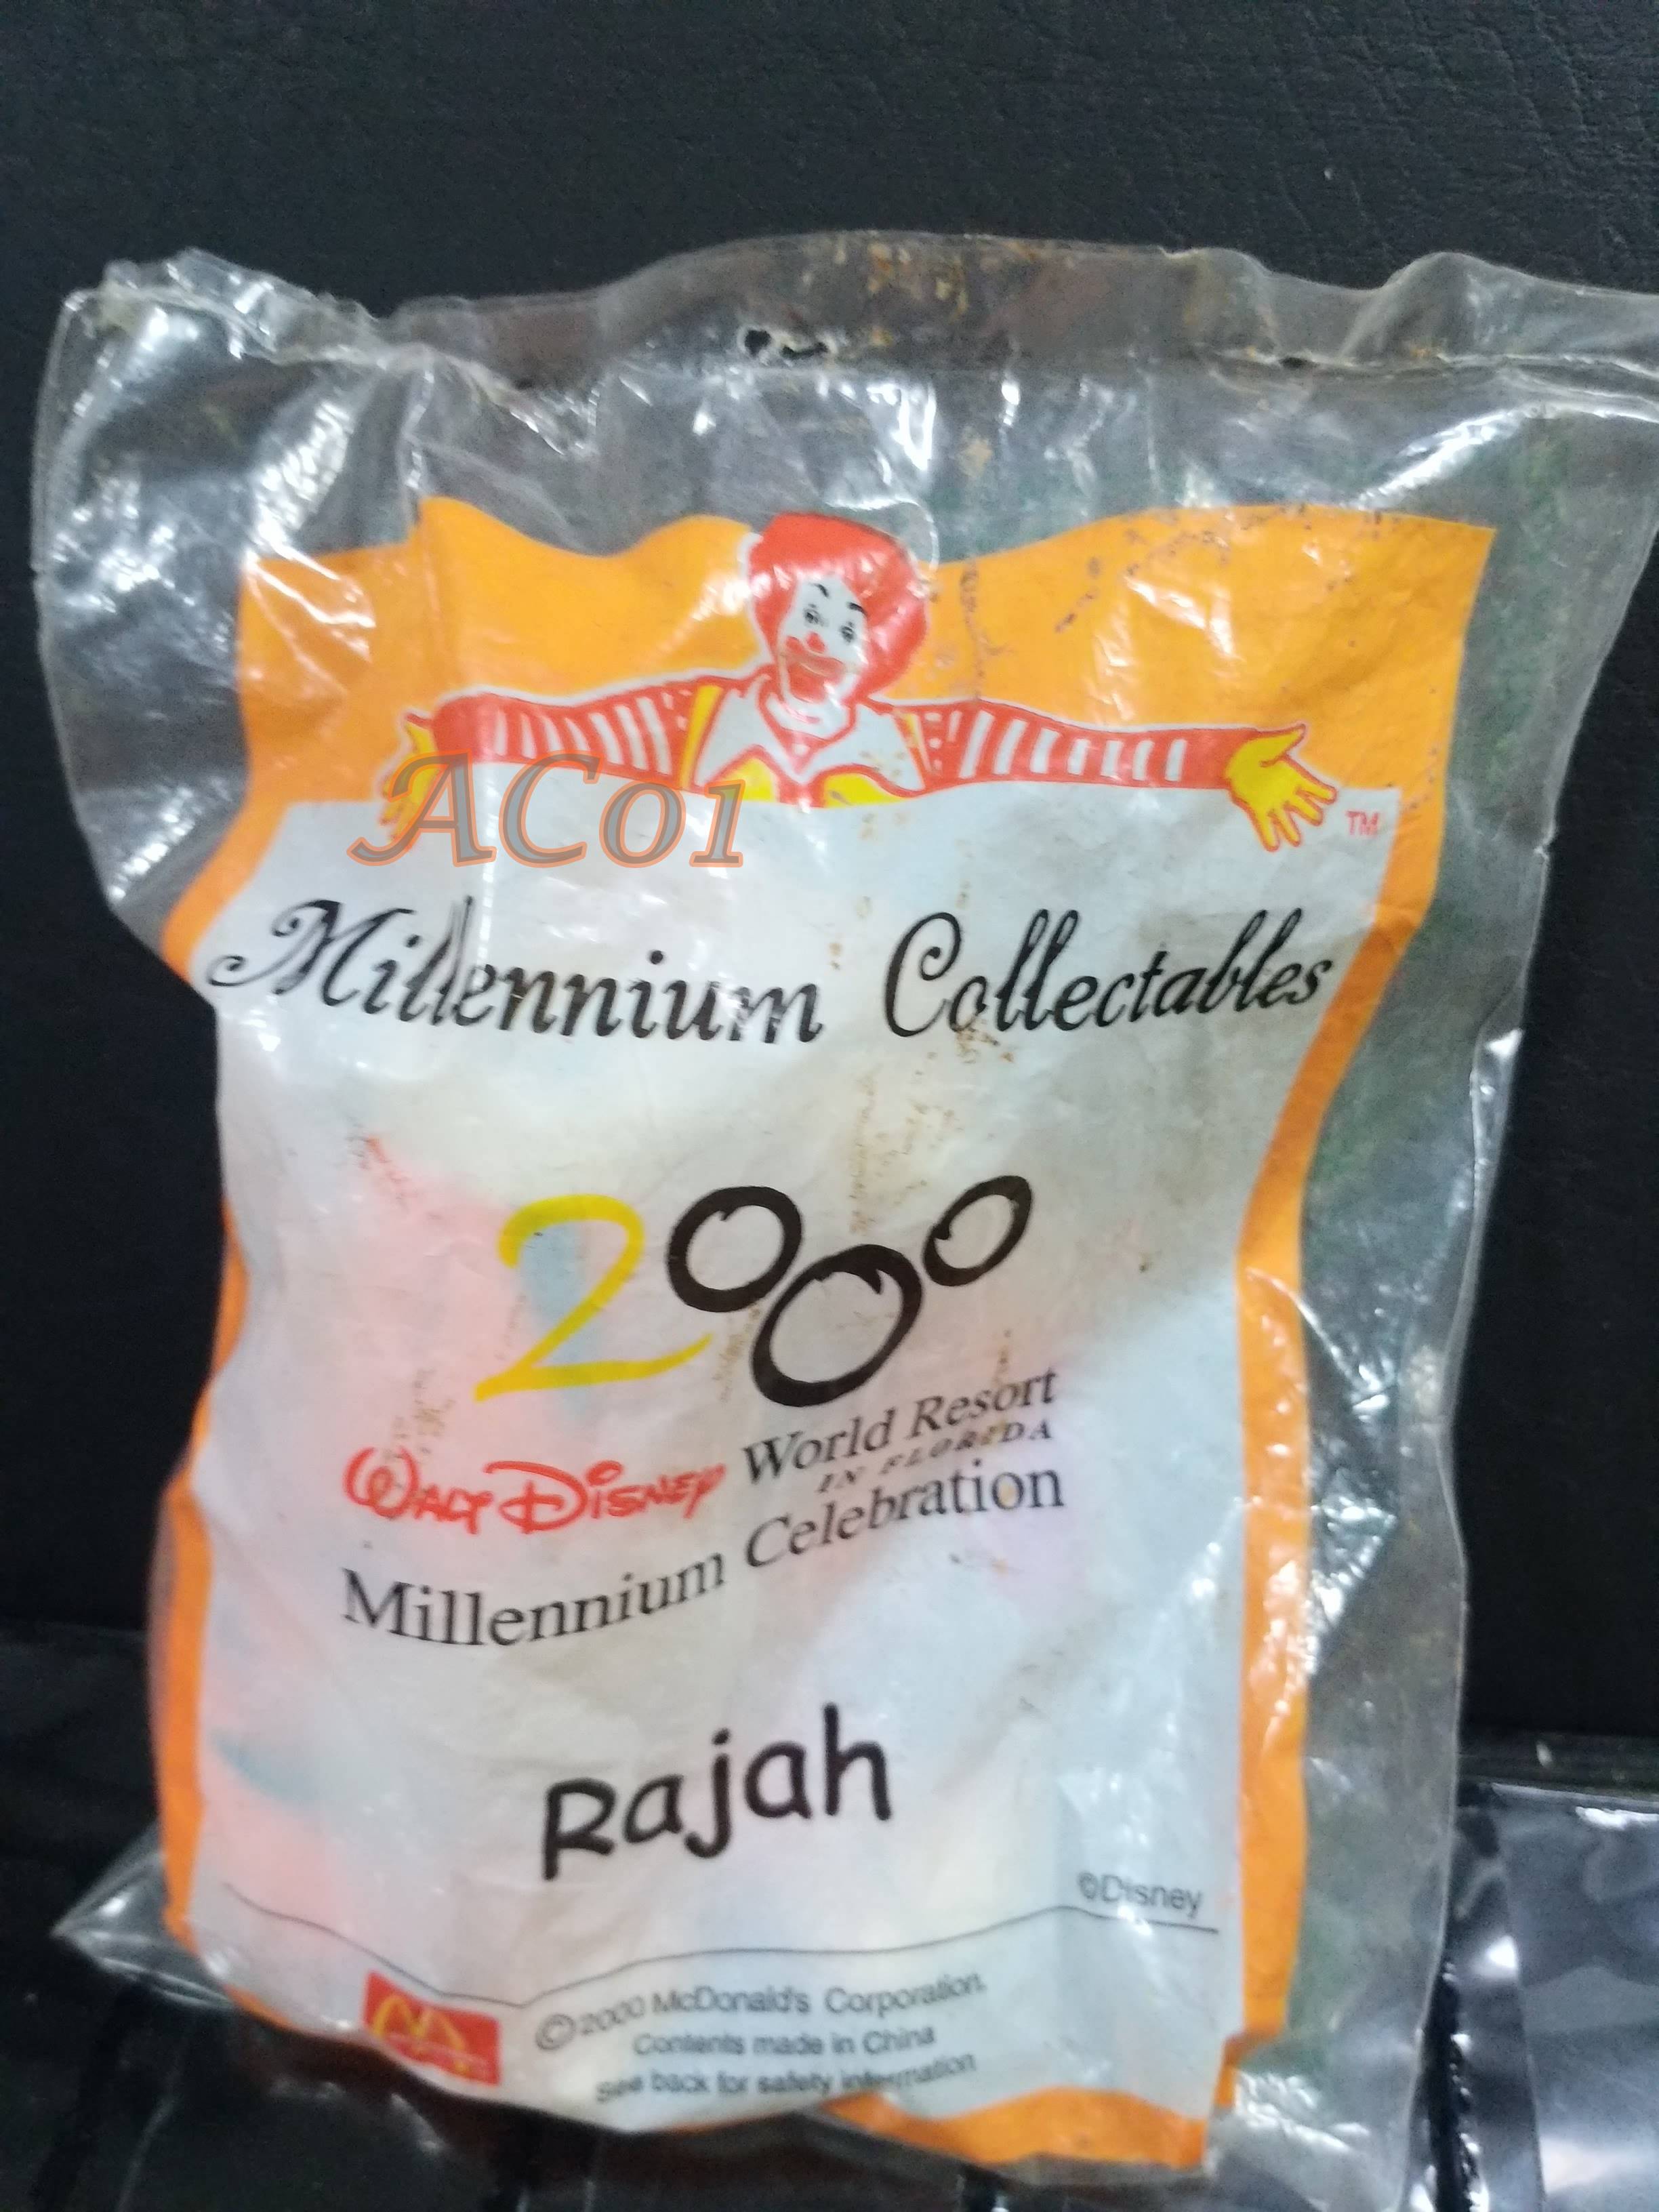 TM
AC01
Millennium Collectables
2000
WALT DISNEY World Resort
IN FLORIDA
Millennium Celebration
Rajah
©Disney
©2000 McDonald's Corporation.
Contents made in China
See back for safety information